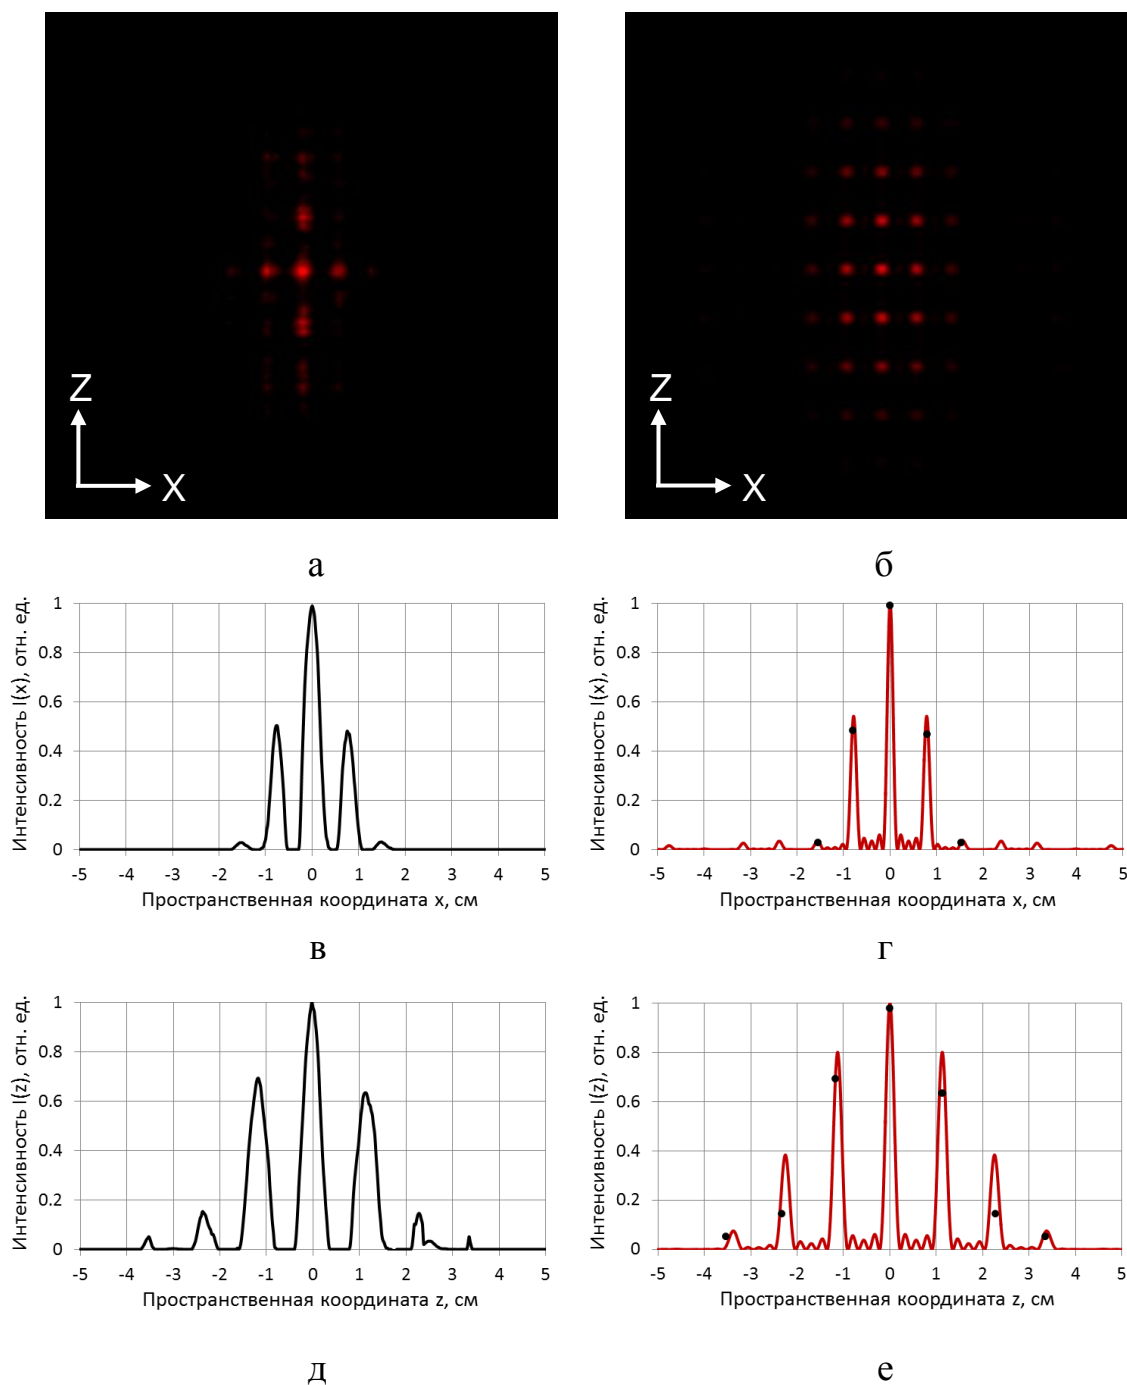 Z
X
Z
X
а
б
Интенсивность I(x), отн. ед.
1
0.8
0.6
0.4
0.2
0
-5 -4 -3 -2 -1 0 1 2 3 4 5
Пространственная координата x, см
в
Интенсивность I(x), отн. ед.
1
0.8
0.6
0.4
0.2
0
-5 -4 -3 -2 -1 0 1 2 3 4 5
Пространственная координата x, см
г
Интенсивность I(z), отн. ед.
1
0.8
0.6
0.4
0.2
0
-5 -4 -3 -2 -1 0 1 2 3 4 5
Пространственная координата z, см
д
Интенсивность I(z), отн. ед.
1
0.8
0.6
0.4
0.2
0
-5 -4 -3 -2 -1 0 1 2 3 4 5
Пространственная координата z, см
е